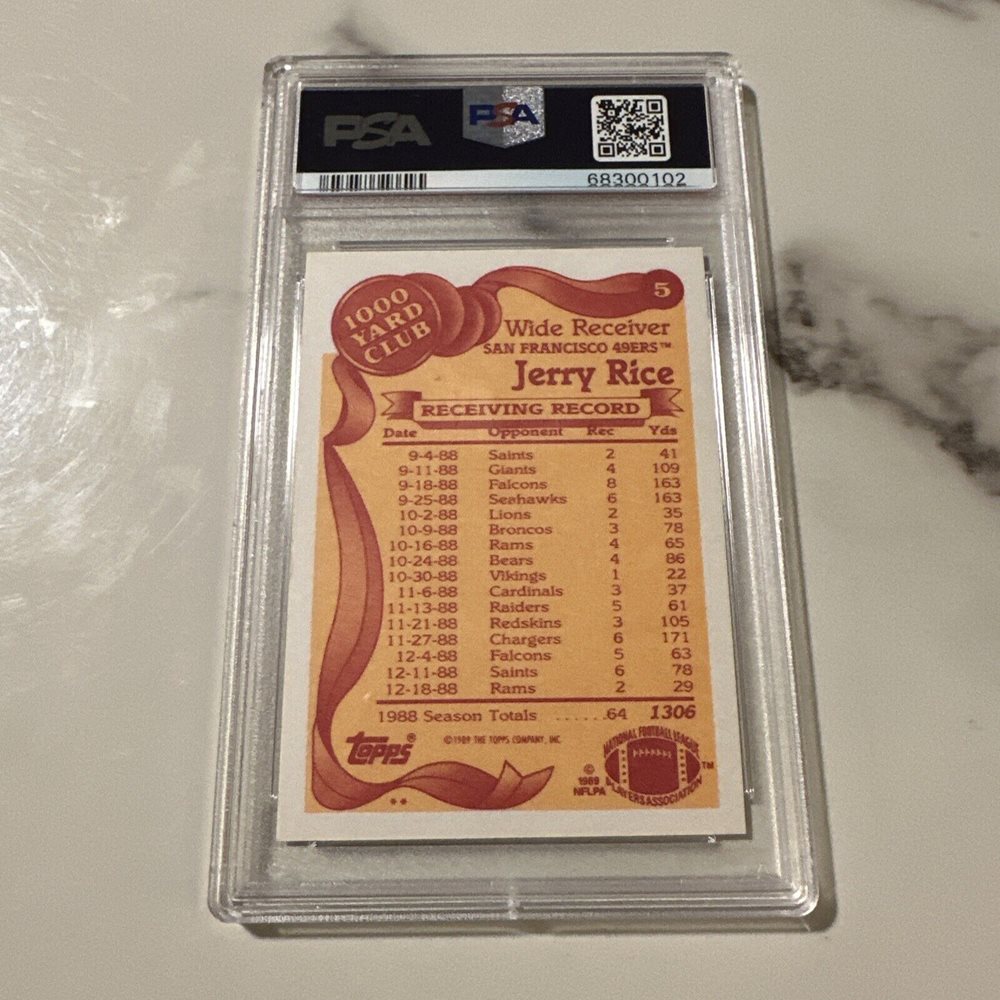 PSA
PSA
68300102
1000
YARD
CLUB
5
Wide Receiver
SAN FRANCISCO 49ERS™
Jerry Rice
RECEIVING RECORD
Date Opponent Rec Yds
9-4-88 Saints 2 41
9-11-88 Giants 4 109
9-18-88 Falcons 8 163
9-25-88 Seahawks 6 163
10-2-88 Lions 2 35
10-9-88 Broncos 3 78
10-16-88 Rams 4 65
10-24-88 Bears 4 86
10-30-88 Vikings 1 22
11-6-88 Cardinals 3 37
11-13-88 Raiders 5 61
11-21-88 Redskins 3 105
11-27-88 Chargers 6 171
12-4-88 Falcons 5 63
12-11-88 Saints 6 78
12-18-88 Rams 2 29
1988 Season Totals ......64 1306
topps®
©1989 THE TOPPS COMPANY, INC.
**
© 1989 NFLPA
NATIONAL FOOTBALL LEAGUE
PLAYERS ASSOCIATION
™